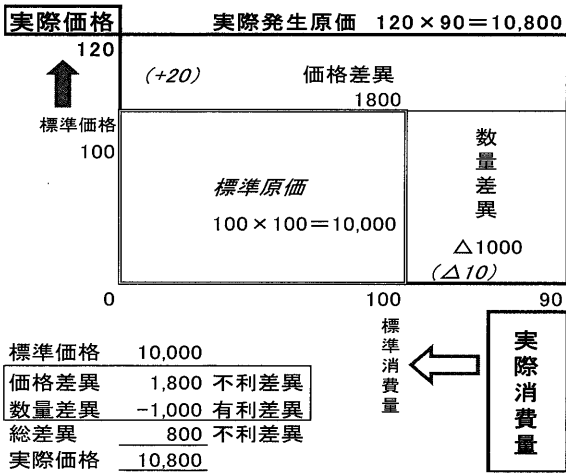 実際価格 実際発生原価 120×90=10,800
120
(+20) 価格差異
1800
標準価格
100
数量差異
標準原価
100×100=10,000
△1000
(△10)
0 100 90
標準消費量
実際消費量
標準価格 10,000
価格差異 1,800 不利差異
数量差異 -1,000 有利差異
総差異 800 不利差異
実際価格 10,800